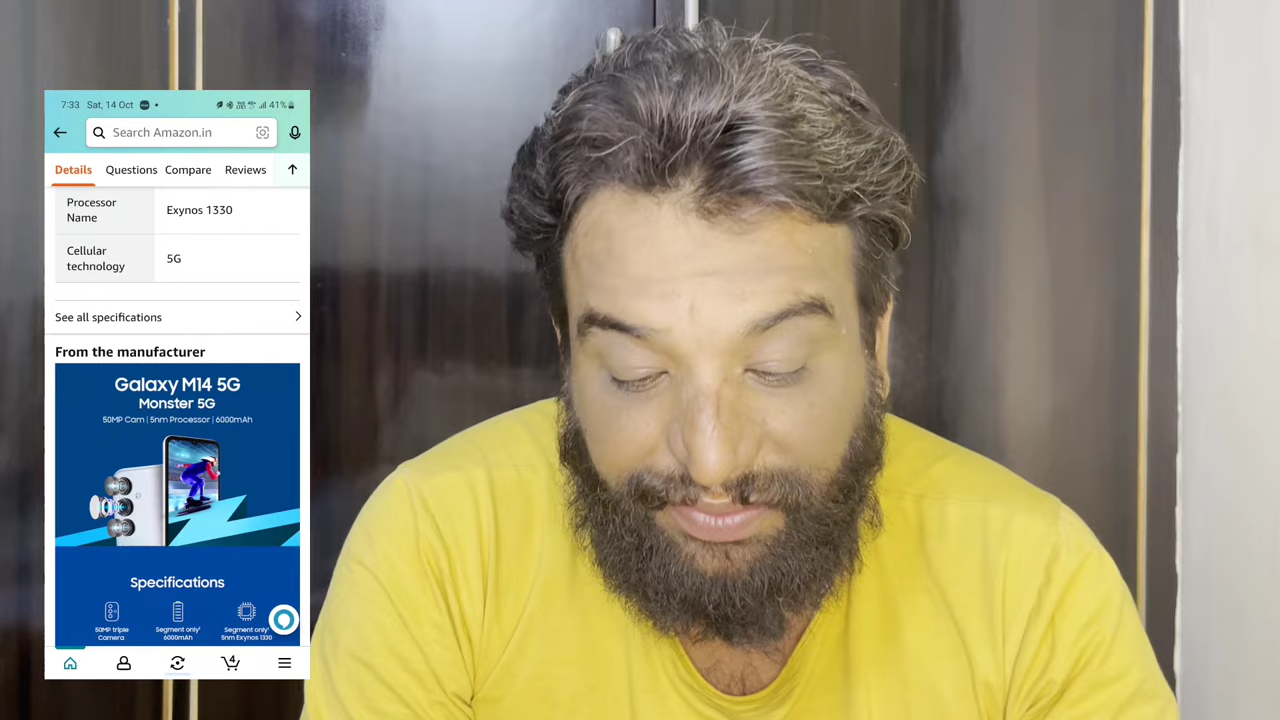 7:33 Sat, 14 Oct
41%
Search Amazon.in
Details Questions Compare Reviews
Processor
Name
Exynos 1330
Cellular
technology
5G
See all specifications
From the manufacturer
Galaxy M14 5G
Monster 5G
50MP Cam | 5nm Processor | 6000mAh
Specifications
50MP triple
Camera
Segment only¹
6000mAh
Segment only²
5nm Exynos 1330
4